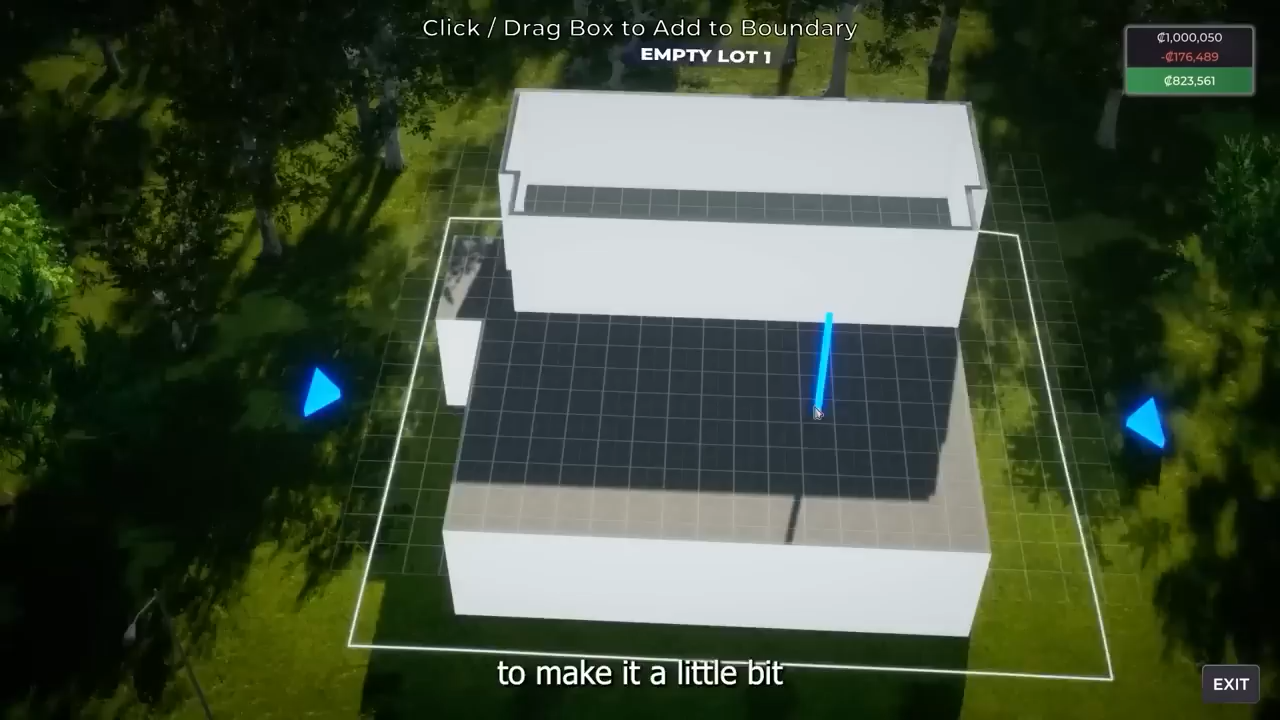 Click / Drag Box to Add to Boundary
EMPTY LOT 1
₡1,000,050
-₡176,489
₡823,561
to make it a little bit
EXIT